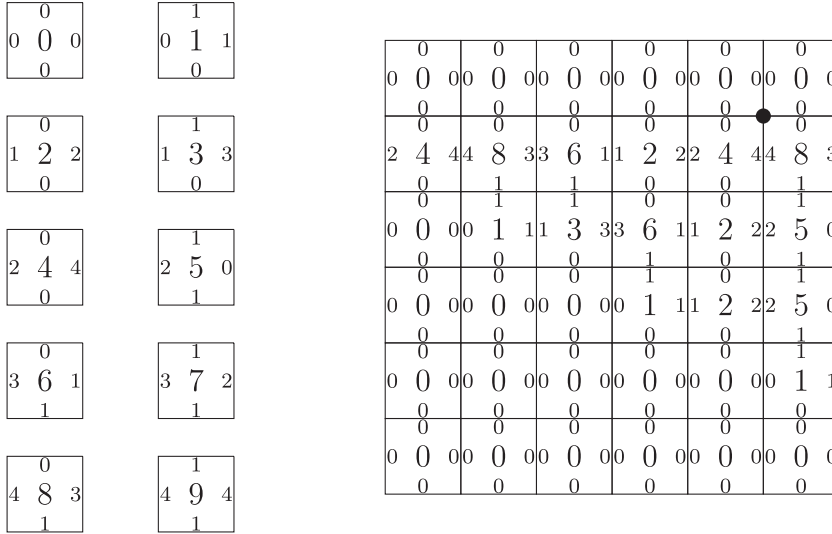 0 1
0 0 0 0 1 1
0 0
0 1
1 2 2 1 3 3
0 0
0 1
2 4 4 2 5 0
0 1
0 1
3 6 1 3 7 2
1 1
0 1
4 8 3 4 9 4
1 1
0 0 0 0 0 0
0 0 00 0 00 0 00 0 00 0 00 0 0
0 0 0 0 0 0
0 0 0 0 0 0
2 4 44 8 33 6 11 2 22 4 44 8 3
0 1 1 0 0 1
0 1 1 0 0 1
0 0 00 1 11 3 33 6 11 2 22 5 0
0 0 0 1 0 1
0 0 0 1 0 1
0 0 00 0 00 0 00 1 11 2 22 5 0
0 0 0 0 0 1
0 0 0 0 0 1
0 0 00 0 00 0 00 0 00 0 00 1 1
0 0 0 0 0 0
0 0 0 0 0 0
0 0 00 0 00 0 00 0 00 0 00 0 0
0 0 0 0 0 0